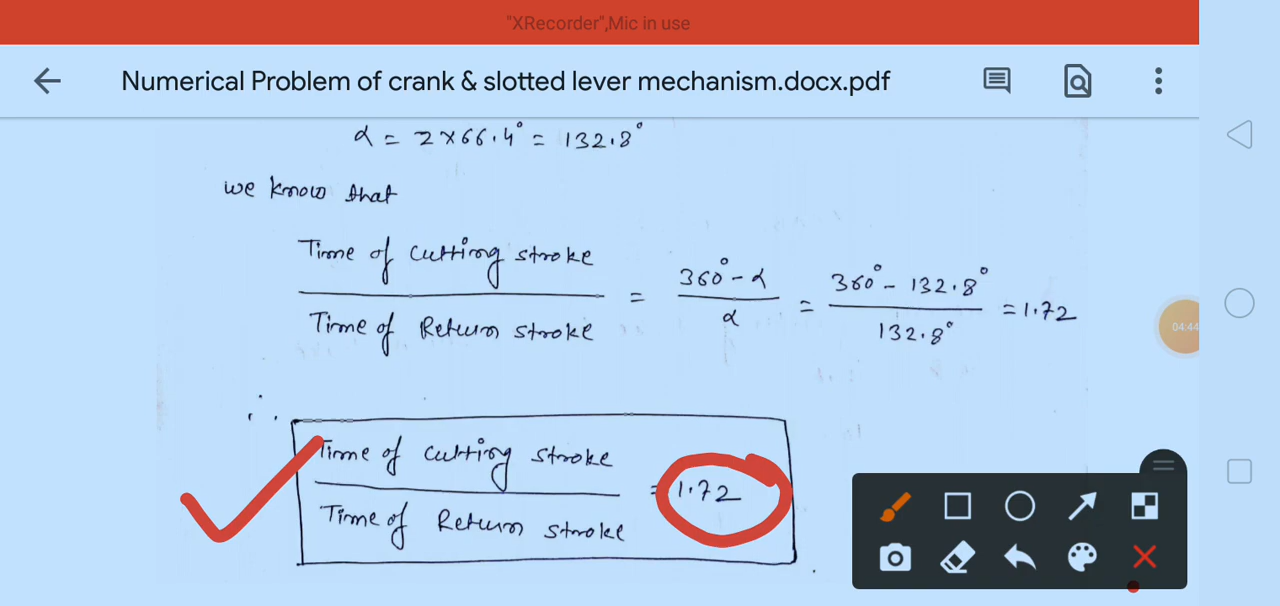 "XRecorder",Mic in use
Numerical Problem of crank & slotted lever mechanism.docx.pdf
α = 2×66.4° = 132.8°
we know that
Time of cutting stroke / Time of Return stroke = 360° - α / α = 360° - 132.8° / 132.8° = 1.72
04:44
∴ Time of cutting stroke / Time of Return stroke = 1.72